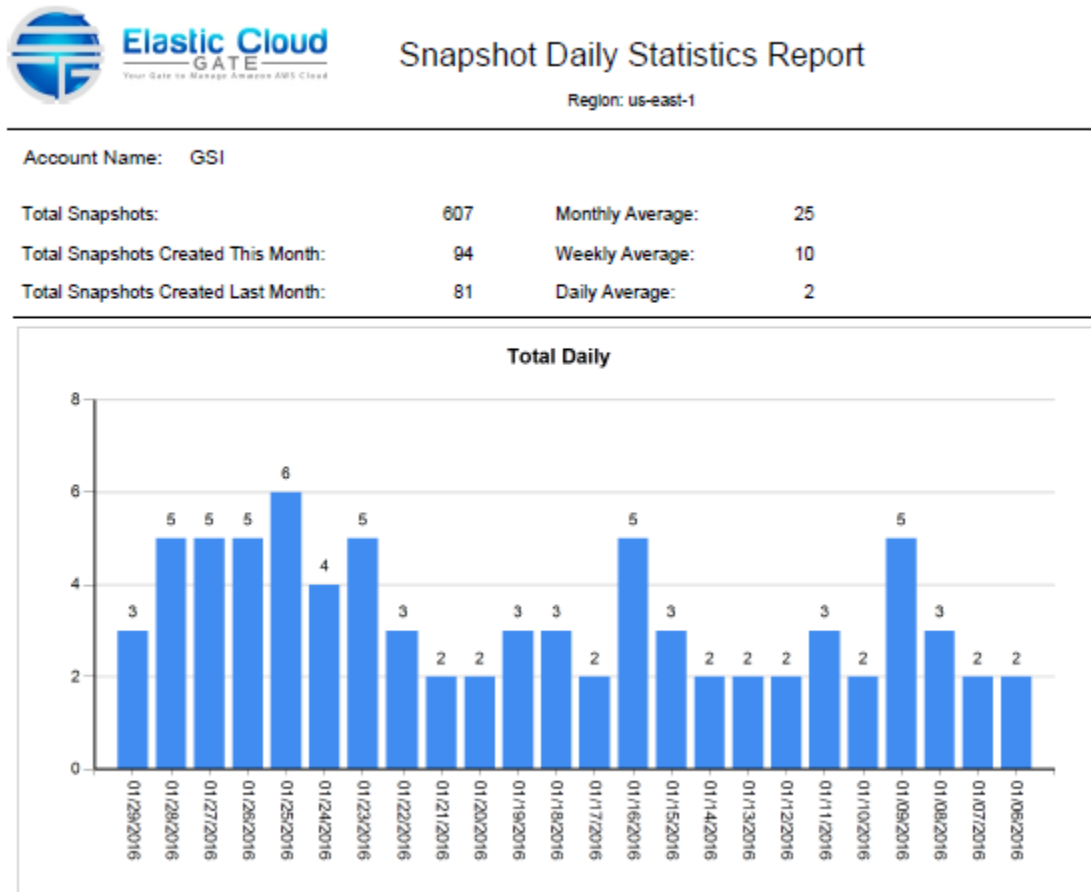 Elastic Cloud
GATE
Your Gate to Manage Amazon AWS Cloud
Snapshot Daily Statistics Report
Region: us-east-1
Account Name: GSI
Total Snapshots: 607 Monthly Average: 25
Total Snapshots Created This Month: 94 Weekly Average: 10
Total Snapshots Created Last Month: 81 Daily Average: 2
Total Daily
8
6
4
2
0
3 5 5 5 6 4 5 3 2 2 3 3 2 5 3 2 2 2 3 2 5 3 2 2
01/29/2016
01/28/2016
01/27/2016
01/26/2016
01/25/2016
01/24/2016
01/23/2016
01/22/2016
01/21/2016
01/20/2016
01/19/2016
01/18/2016
01/17/2016
01/16/2016
01/15/2016
01/14/2016
01/13/2016
01/12/2016
01/11/2016
01/10/2016
01/09/2016
01/08/2016
01/07/2016
01/06/2016